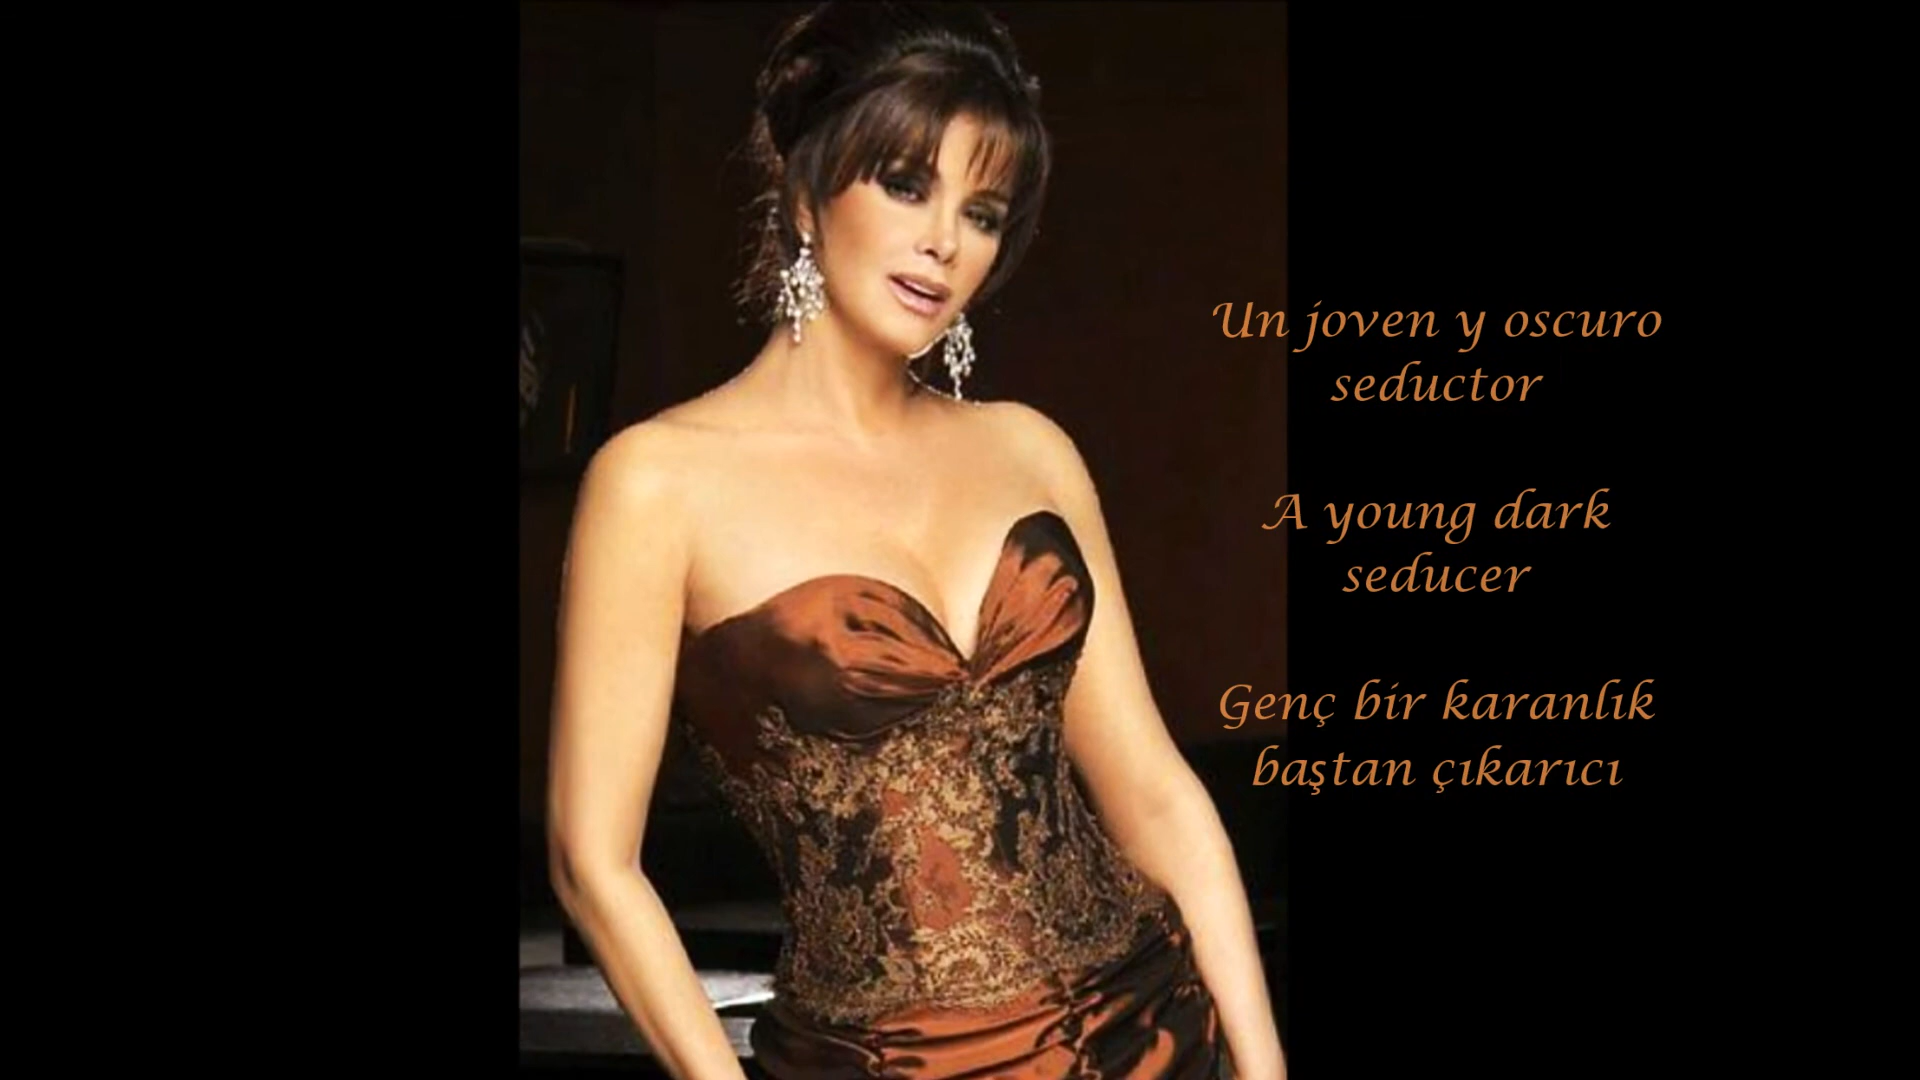 Un joven y oscuro
seductor
A young dark
seducer
Genç bir karanlık
baştan çıkarıcı